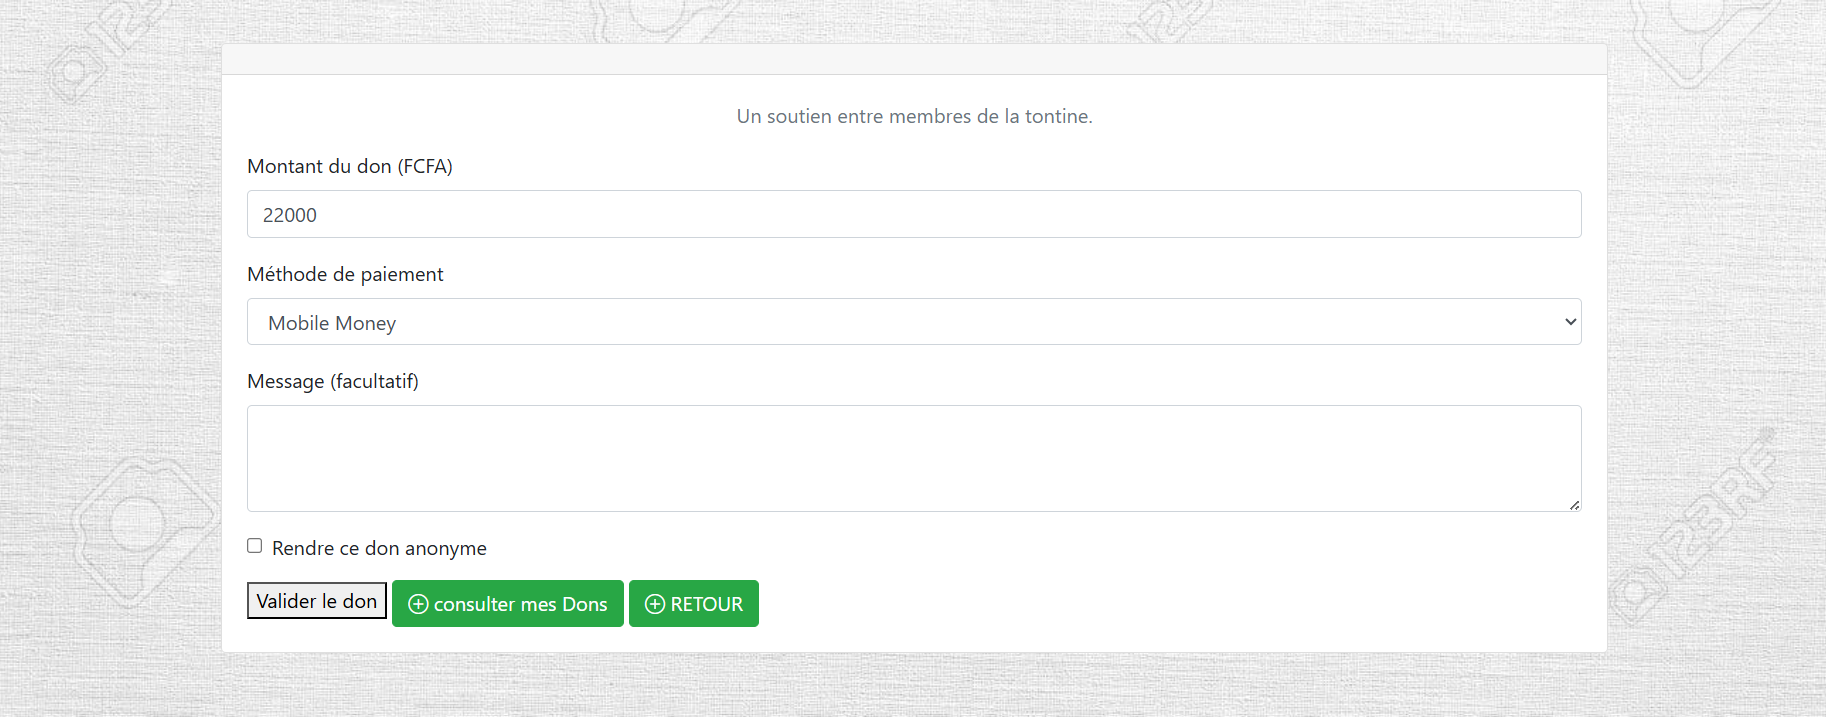 Un soutien entre membres de la tontine.
Montant du don (FCFA)
22000
Méthode de paiement
Mobile Money
Message (facultatif)
Rendre ce don anonyme
Valider le don
consulter mes Dons
RETOUR
123RF